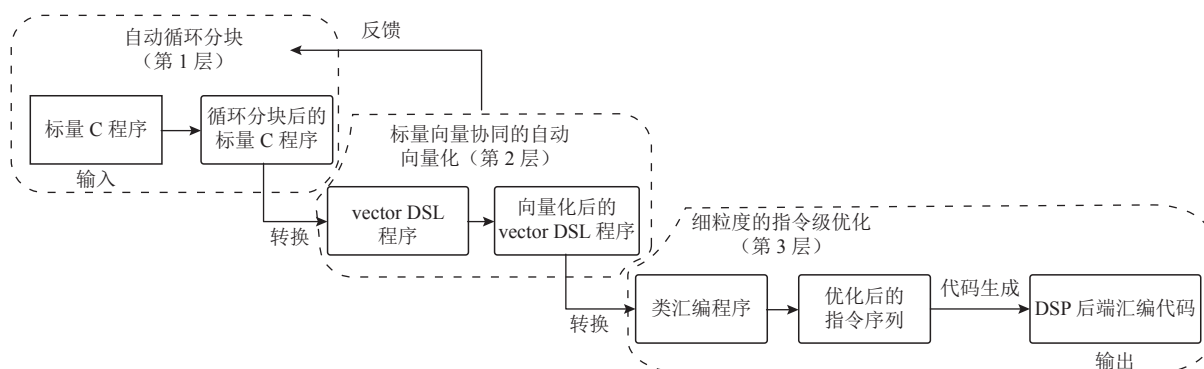 自动循环分块
（第 1 层）
反馈
标量 C 程序
循环分块后的
标量 C 程序
输入
转换
标量向量协同的自动
向量化（第 2 层）
vector DSL
程序
向量化后的
vector DSL 程序
转换
细粒度的指令级优化
（第 3 层）
类汇编程序
优化后的
指令序列
代码生成
DSP 后端汇编代码
输出